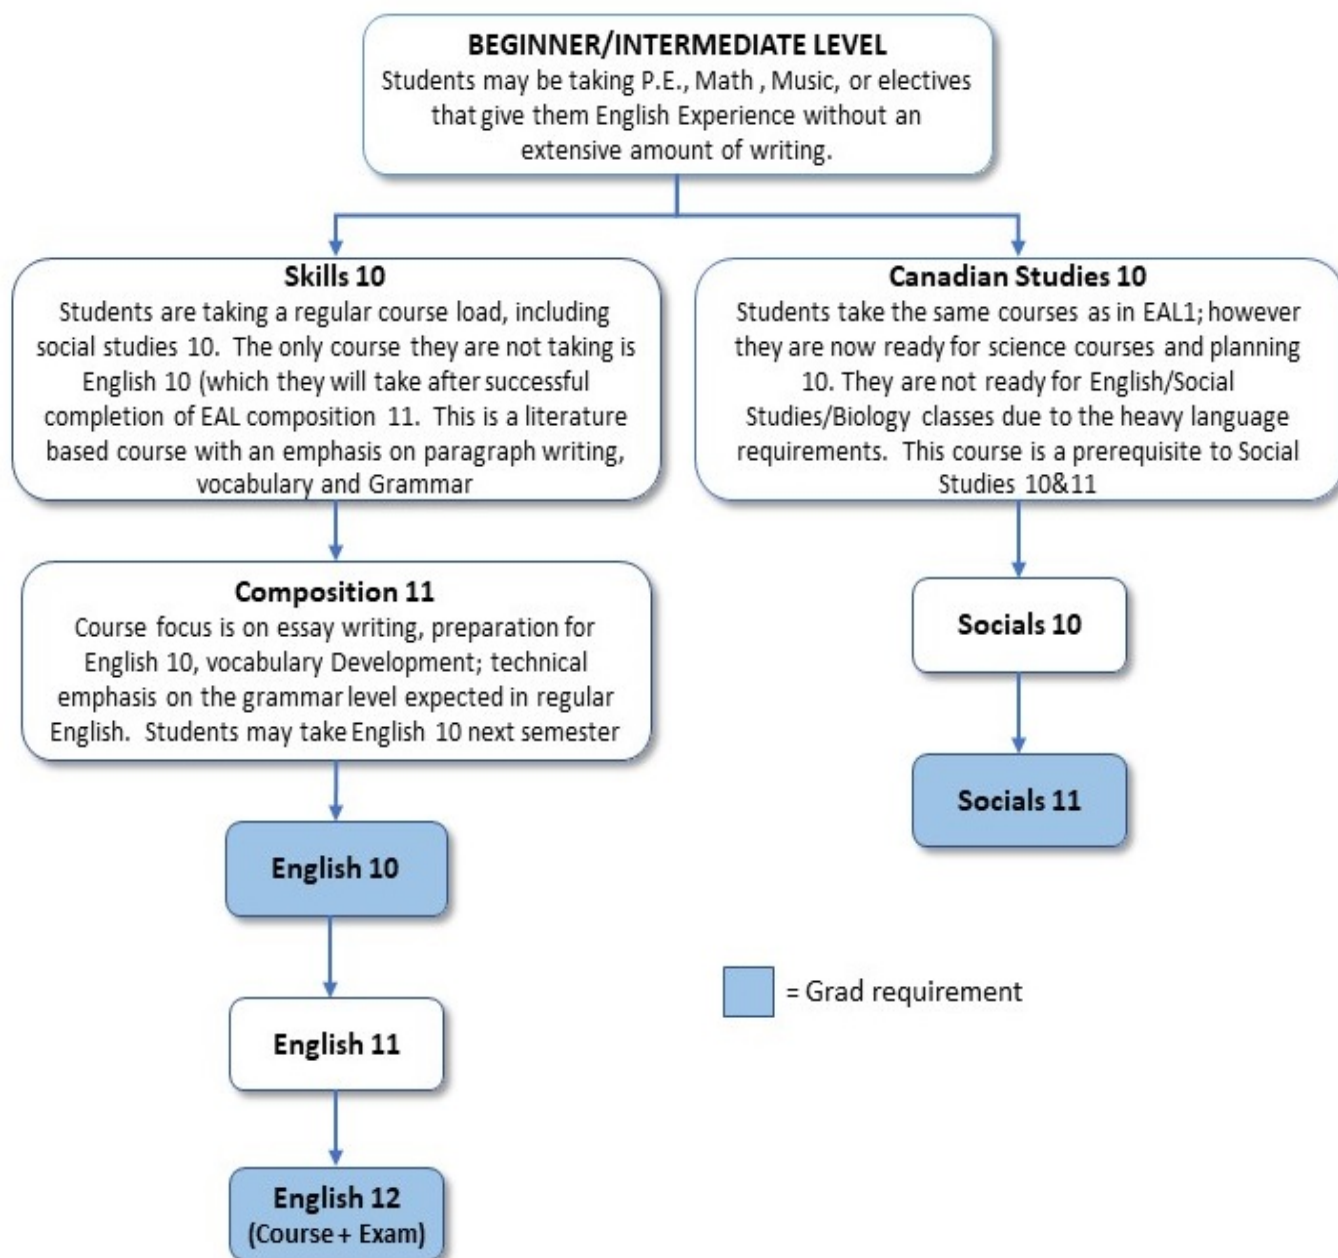 BEGINNER/INTERMEDIATE LEVEL
Students may be taking P.E., Math , Music, or electives
that give them English Experience without an
extensive amount of writing.
Skills 10
Students are taking a regular course load, including
social studies 10. The only course they are not taking is
English 10 (which they will take after successful
completion of EAL composition 11. This is a literature
based course with an emphasis on paragraph writing,
vocabulary and Grammar
Canadian Studies 10
Students take the same courses as in EAL1; however
they are now ready for science courses and planning
10. They are not ready for English/Social
Studies/Biology classes due to the heavy language
requirements. This course is a prerequisite to Social
Studies 10&11
Composition 11
Course focus is on essay writing, preparation for
English 10, vocabulary Development; technical
emphasis on the grammar level expected in regular
English. Students may take English 10 next semester
Socials 10
Socials 11
English 10
= Grad requirement
English 11
English 12
(Course + Exam)